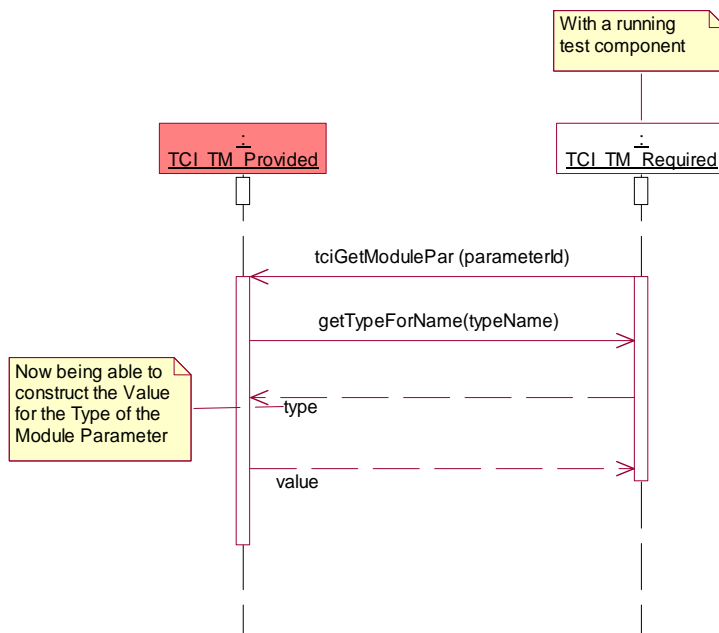 With a running
test component
:
TCI_TM_Provided
:
TCI_TM_Required
tciGetModulePar (parameterId)
getTypeForName(typeName)
Now being able to
construct the Value
for the Type of the
Module Parameter
type
value